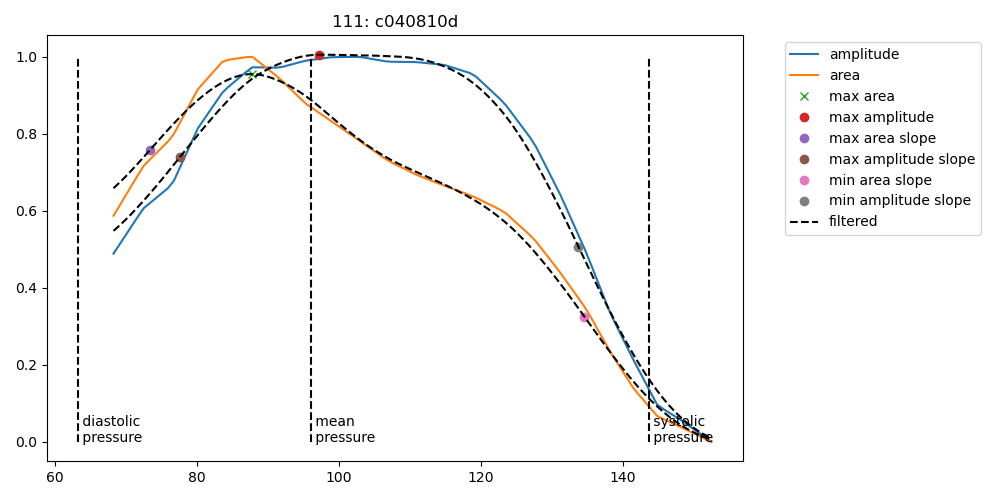 111: c040810d
1.0
0.8
0.6
0.4
0.2
0.0
60
80
100
120
140
diastolic
pressure
mean
pressure
systolic
pressure
amplitude
area
max area
max amplitude
max area slope
max amplitude slope
min area slope
min amplitude slope
filtered